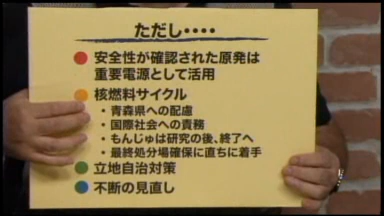 ただし・・・・
安全性が確認された原発は
重要電源として活用
核燃料サイクル
・青森県への配慮
・国際社会への責務
・もんじゅは研究の後、終了へ
・最終処分場確保に直ちに着手
立地自治対策
不断の見直し